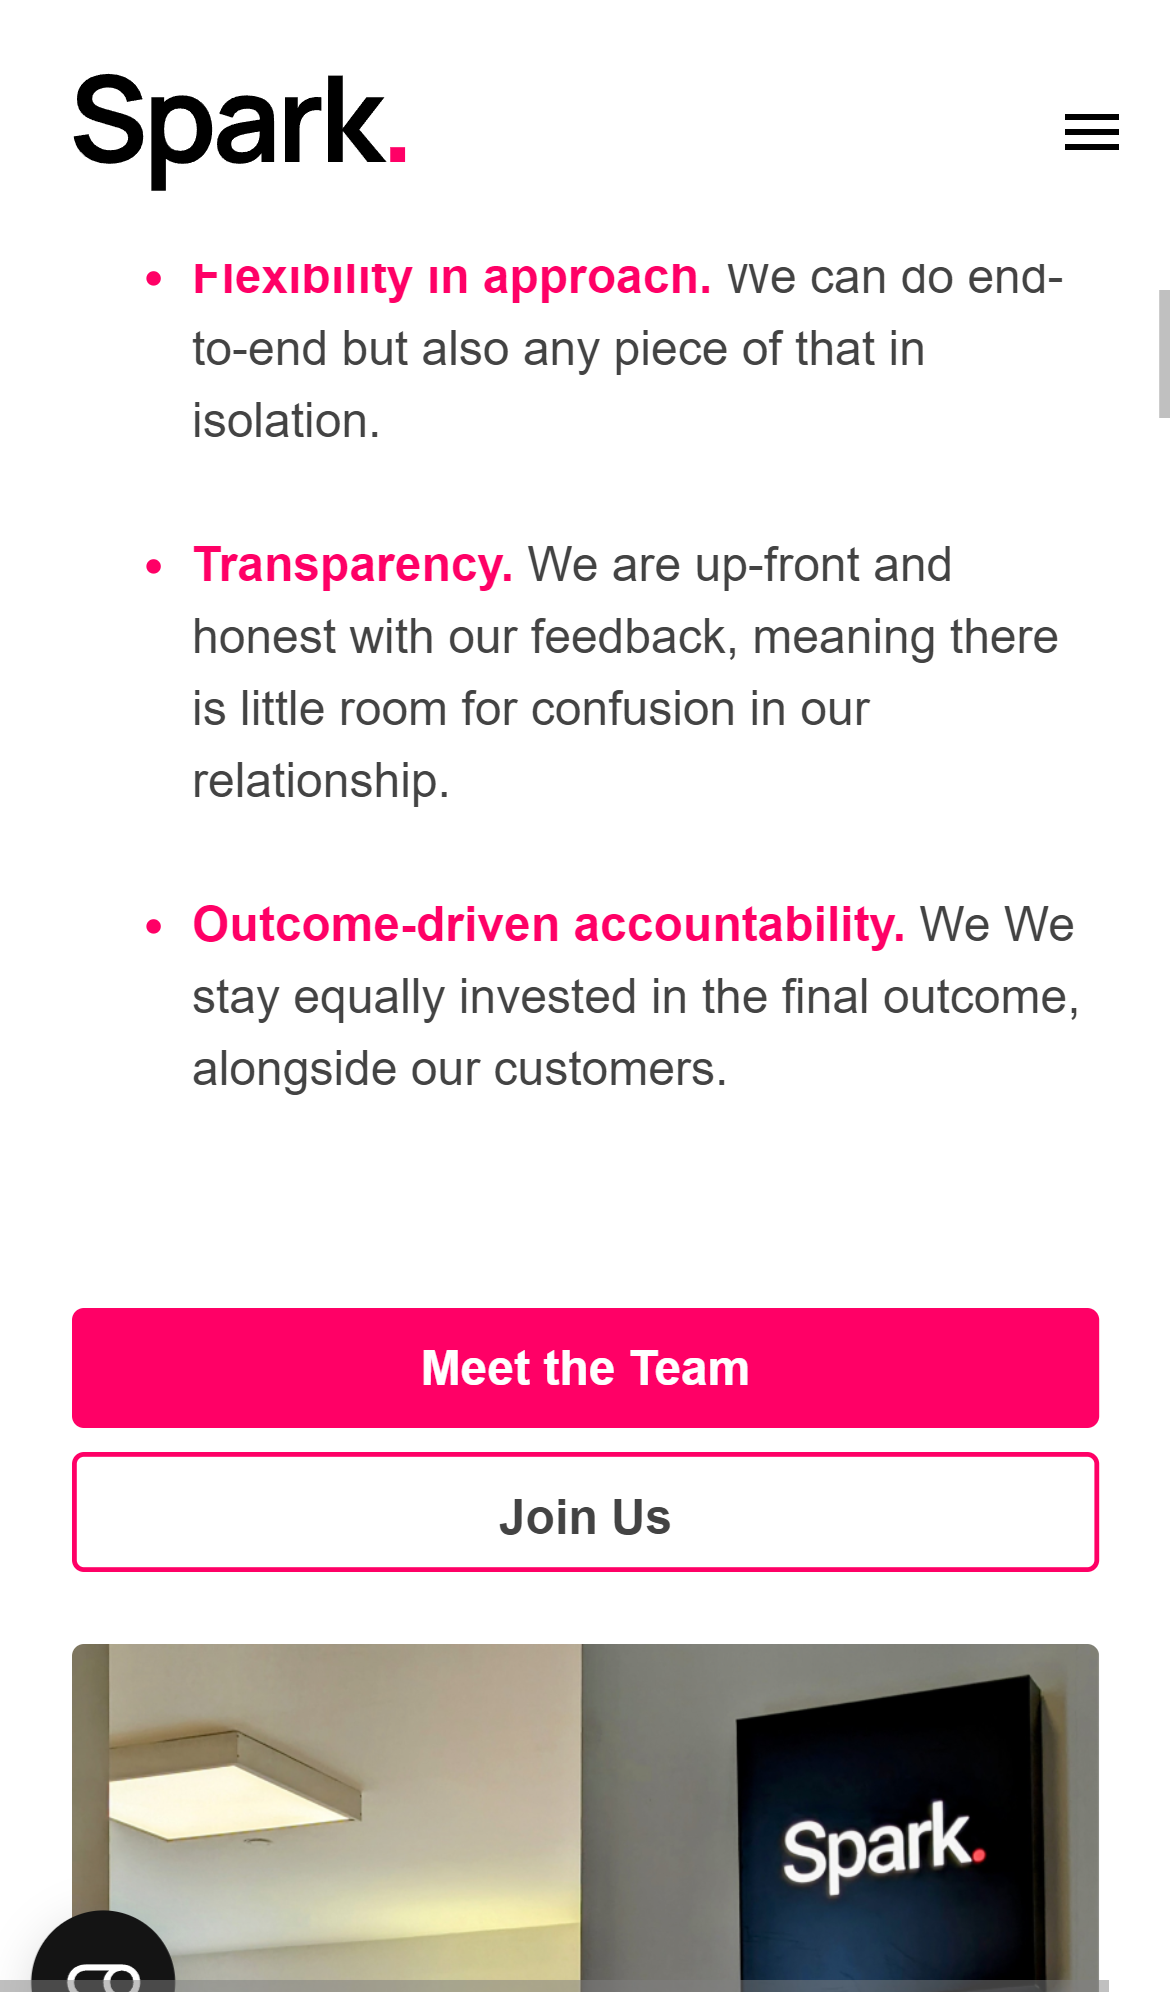 Spark.
Flexibility in approach. We can do end-
to-end but also any piece of that in
isolation.
Transparency. We are up-front and
honest with our feedback, meaning there
is little room for confusion in our
relationship.
Outcome-driven accountability. We We
stay equally invested in the final outcome,
alongside our customers.
Meet the Team
Join Us
Spark.